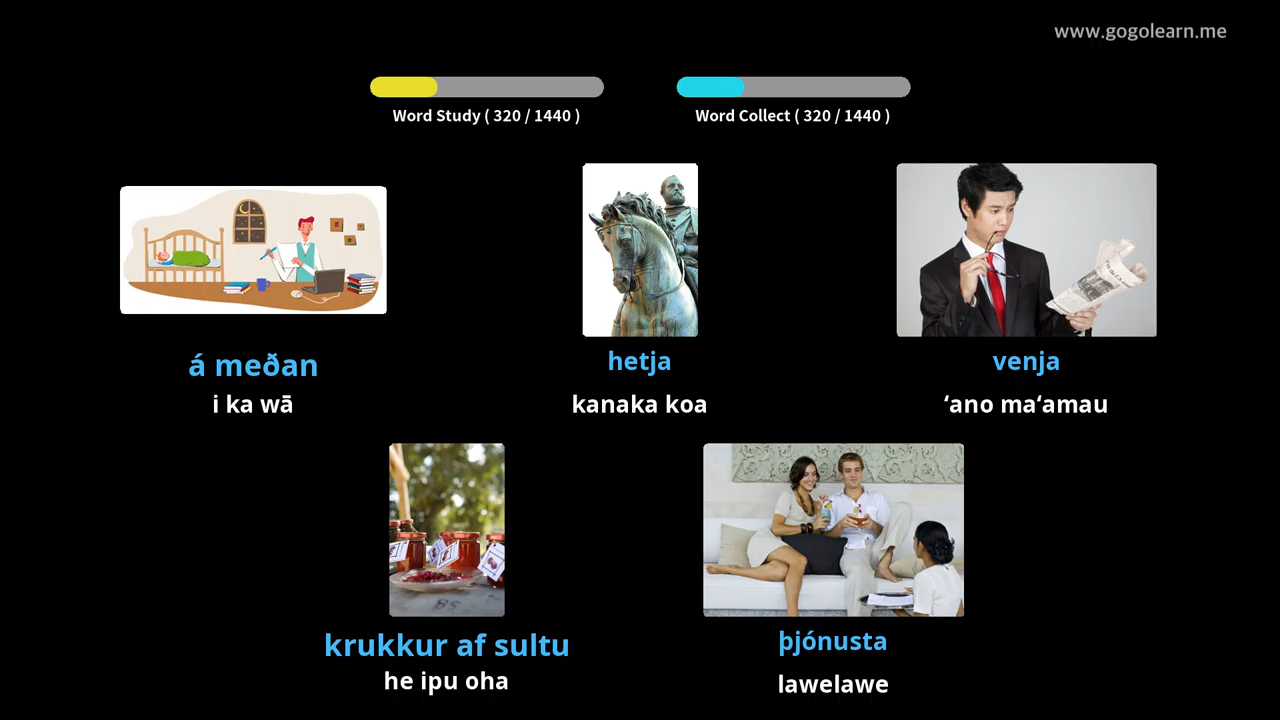 www.gogolearn.me
Word Study ( 320 / 1440 )
Word Collect ( 320 / 1440 )
á meðan
i ka wā
hetja
kanaka koa
venja
ʻano maʻamau
krukkur af sultu
he ipu oha
þjónusta
lawelawe